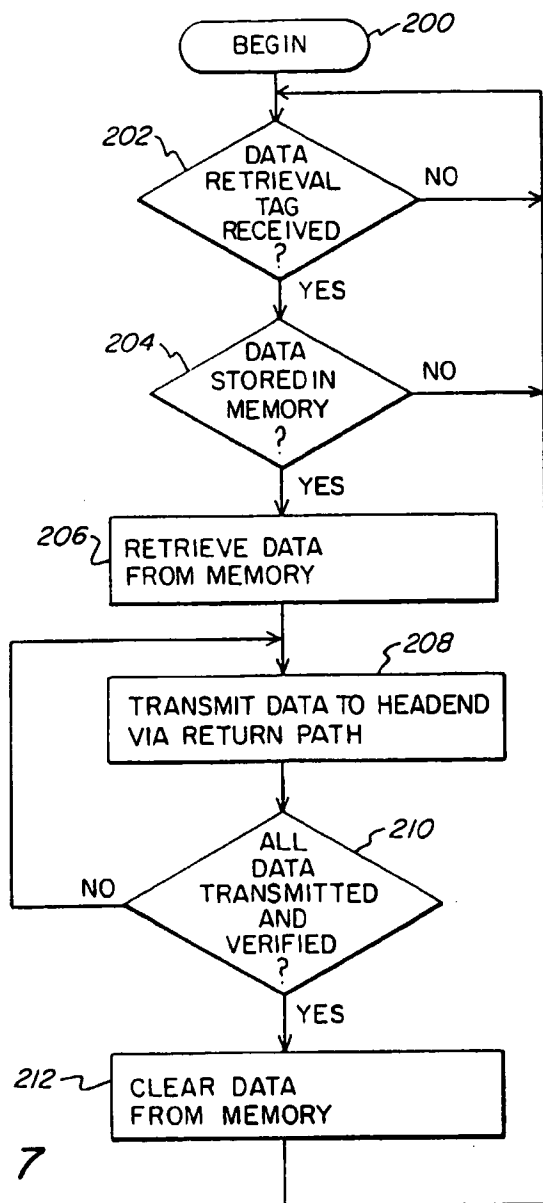 200
BEGIN
202
DATA
RETRIEVAL
TAG
RECEIVED
?
NO
YES
204
DATA
STORED IN
MEMORY
?
NO
YES
206
RETRIEVE DATA
FROM MEMORY
208
TRANSMIT DATA TO HEADEND
VIA RETURN PATH
210
ALL
DATA
TRANSMITTED
AND
VERIFIED
?
NO
YES
212
CLEAR DATA
FROM MEMORY
7